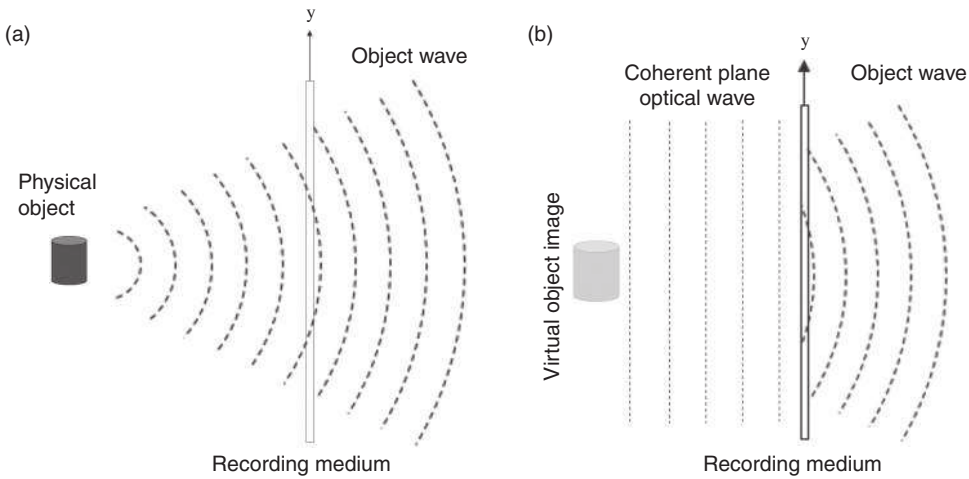 (a)
y
Object wave
Physical
object
Recording medium
(b)
y
Coherent plane
optical wave
Object wave
Virtual object image
Recording medium